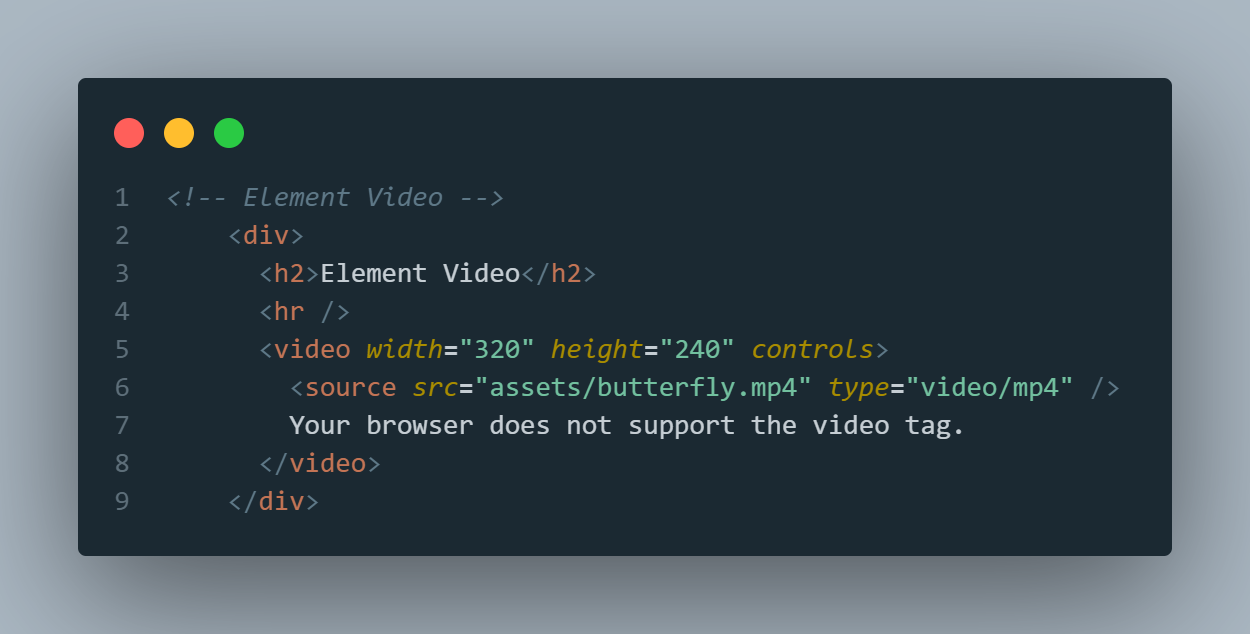 1 <!-- Element Video -->
2     <div>
3       <h2>Element Video</h2>
4       <hr />
5       <video width="320" height="240" controls>
6         <source src="assets/butterfly.mp4" type="video/mp4" />
7         Your browser does not support the video tag.
8       </video>
9     </div>